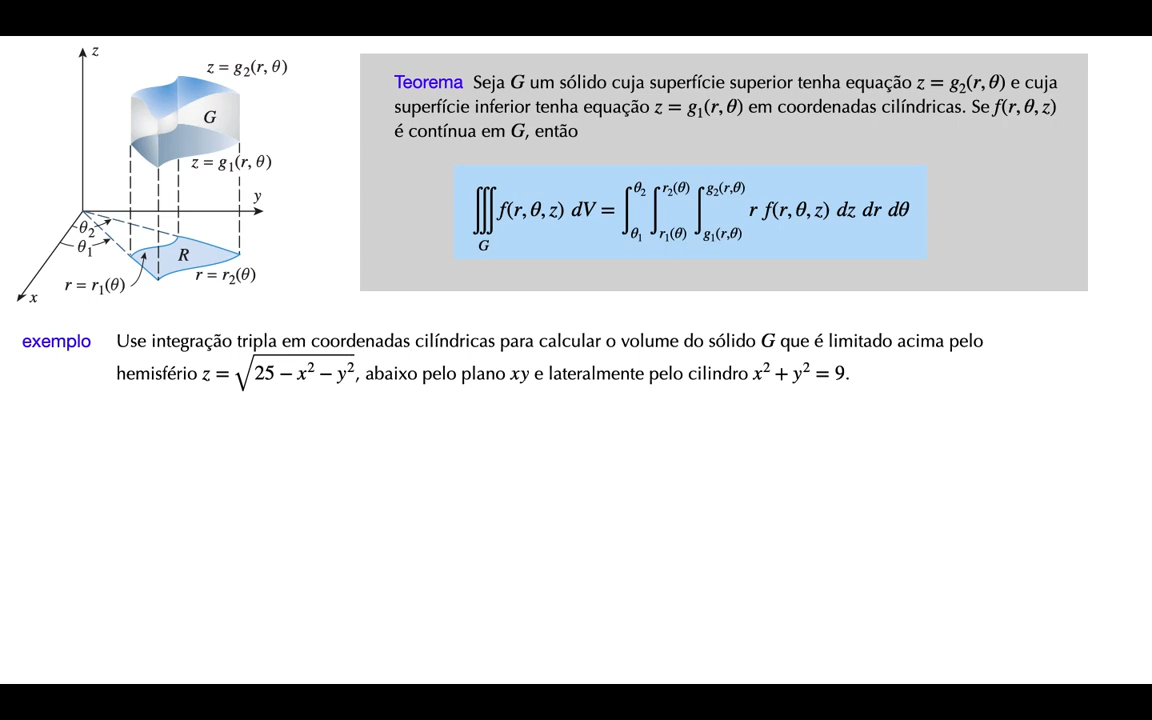 z
z = g₂(r, θ)
G
z = g₁(r, θ)
y
θ₂
θ₁
R
r = r₂(θ)
r = r₁(θ)
x
Teorema Seja G um sólido cuja superfície superior tenha equação z = g₂(r, θ) e cuja
superfície inferior tenha equação z = g₁(r, θ) em coordenadas cilíndricas. Se f(r, θ, z)
é contínua em G, então
∭_G f(r, θ, z) dV = ∫_{θ₁}^{θ₂} ∫_{r₁(θ)}^{r₂(θ)} ∫_{g₁(r,θ)}^{g₂(r,θ)} r f(r, θ, z) dz dr dθ
exemplo Use integração tripla em coordenadas cilíndricas para calcular o volume do sólido G que é limitado acima pelo
hemisfério z = √(25 − x² − y²), abaixo pelo plano xy e lateralmente pelo cilindro x² + y² = 9.